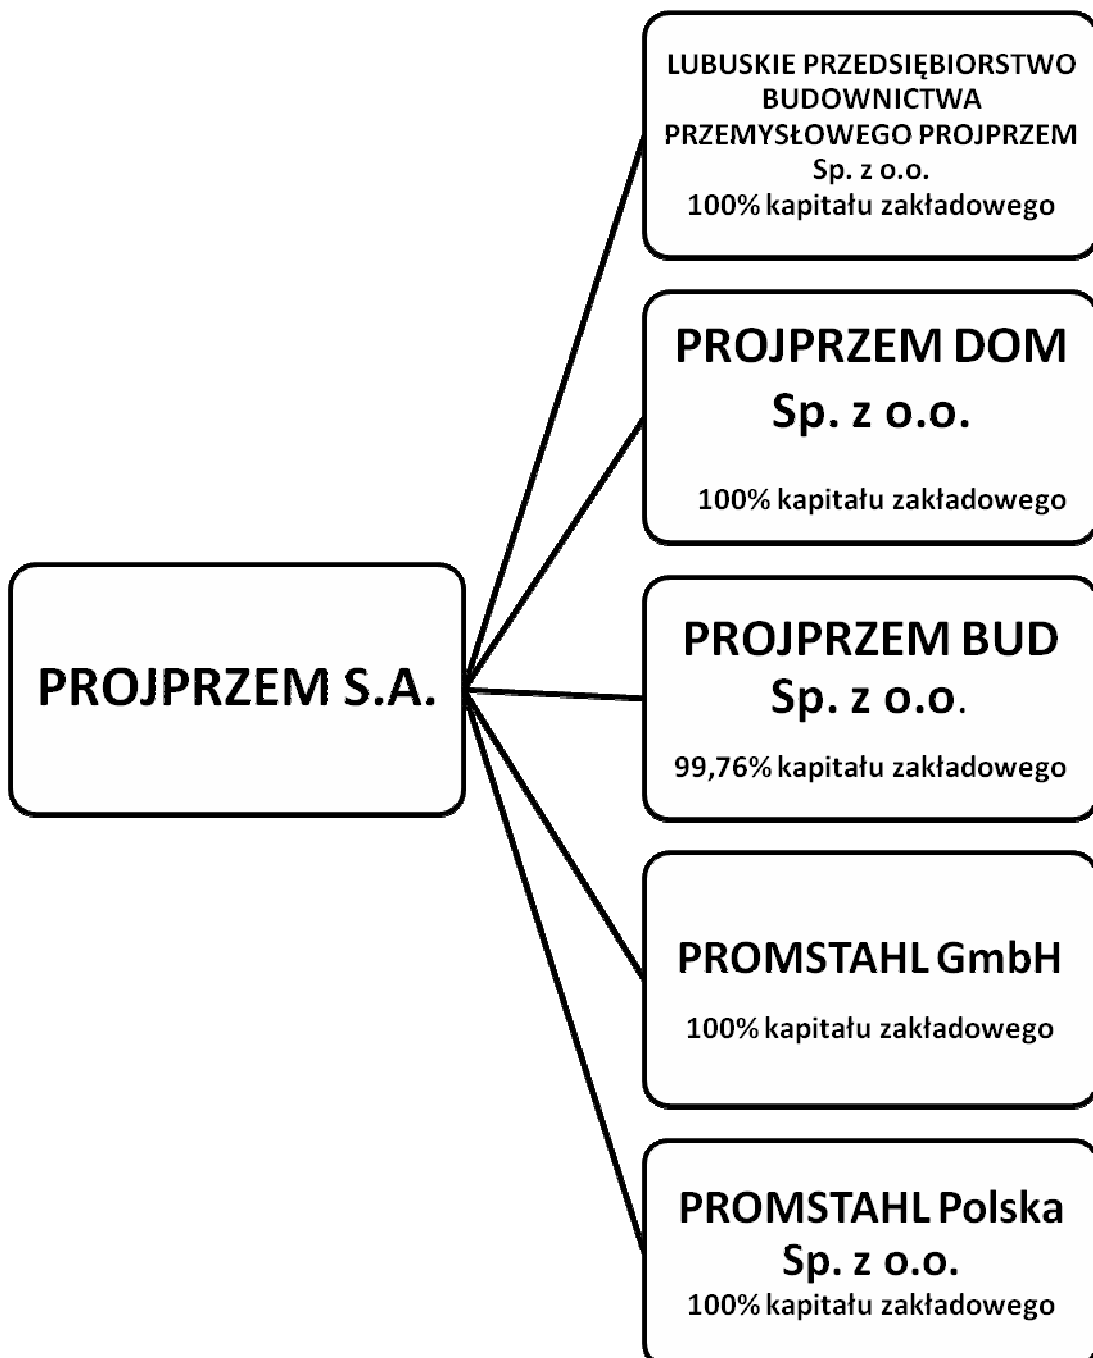 PROJPRZEM S.A.
LUBUSKIE PRZEDSIĘBIORSTWO
BUDOWNICTWA
PRZEMYSŁOWEGO PROJPRZEM
Sp. z o.o.
100% kapitału zakładowego
PROJPRZEM DOM
Sp. z o.o.
100% kapitału zakładowego
PROJPRZEM BUD
Sp. z o.o.
99,76% kapitału zakładowego
PROMSTAHL GmbH
100% kapitału zakładowego
PROMSTAHL Polska
Sp. z o.o.
100% kapitału zakładowego